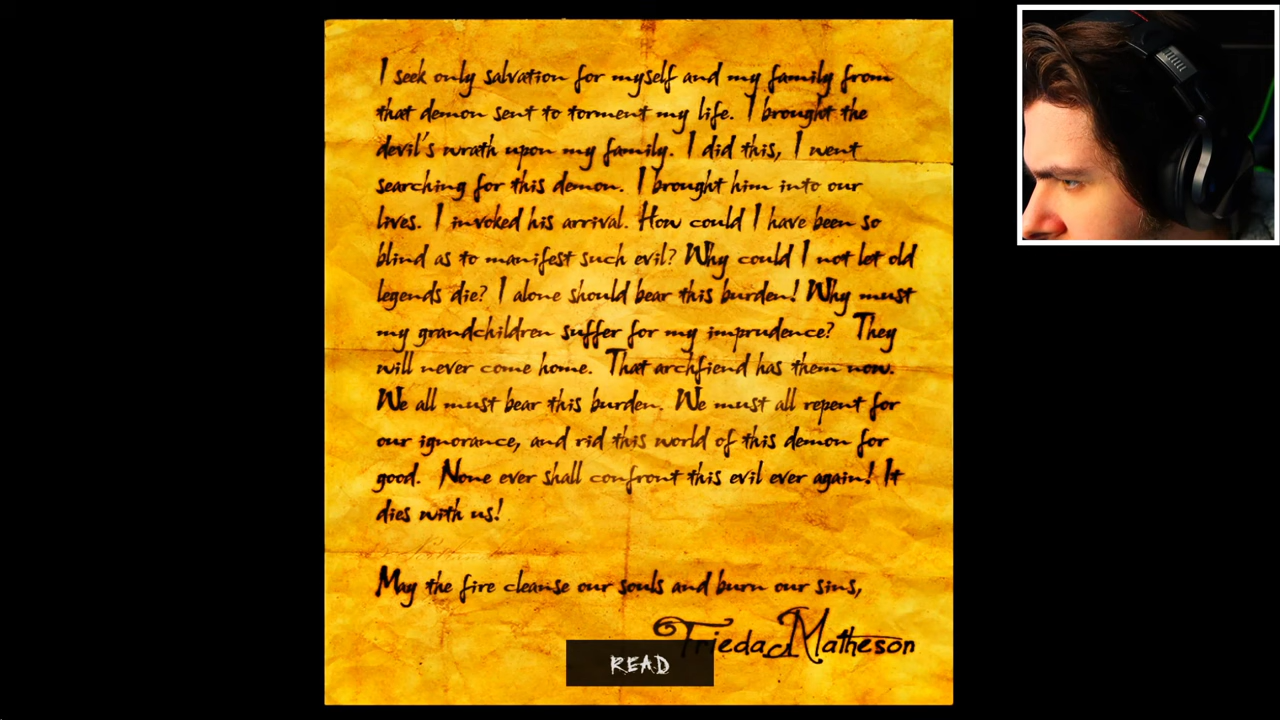 I seek only salvation for myself and my family from
that demon sent to torment my life. I brought the
devil's wrath upon my family. I did this, I went
searching for this demon. I brought him into our
lives. I invoked his arrival. How could I have been so
blind as to manifest such evil? Why could I not let old
legends die? I alone should bear this burden! Why must
my grandchildren suffer for my imprudence? They
will never come home. That archfiend has them now.
We all must bear this burden. We must all repent for
our ignorance, and rid this world of this demon for
good. None ever shall confront this evil ever again! It
dies with us!
May the fire cleanse our souls and burn our sins,
Frieda Matheson
READ